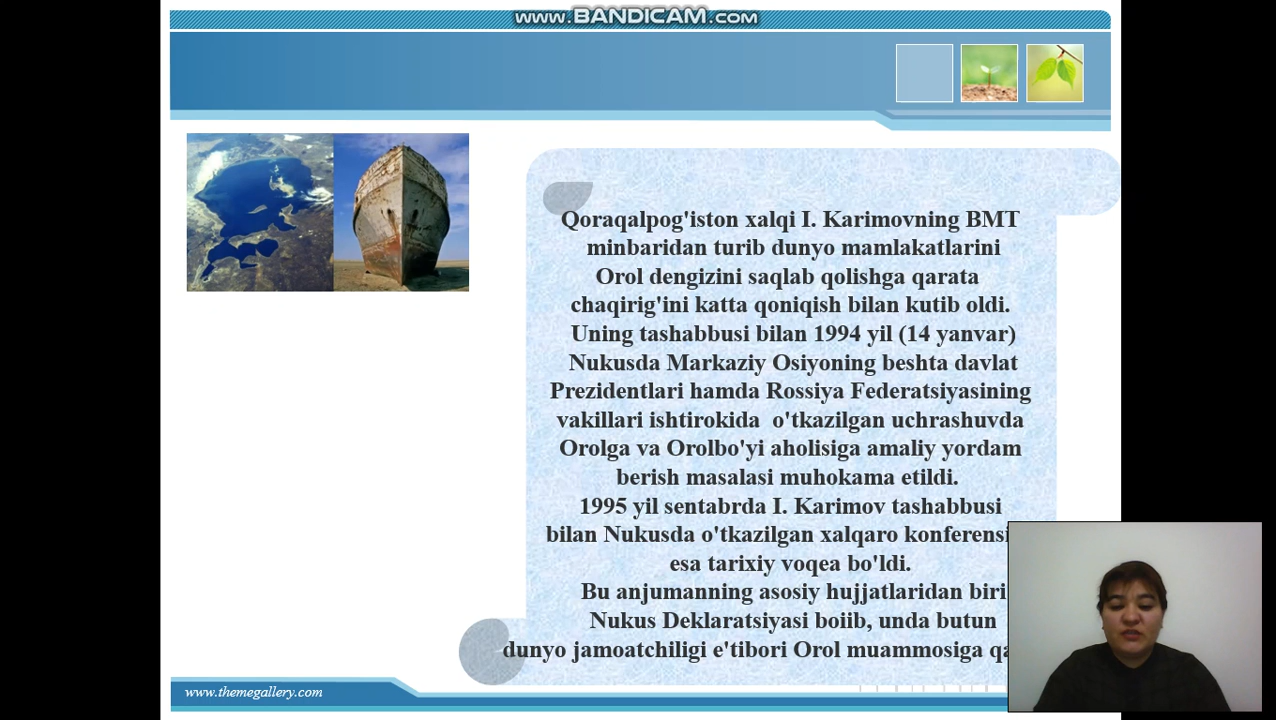 www.BANDICAM.com
Qoraqalpog'iston xalqi I. Karimovning BMT
minbaridan turib dunyo mamlakatlarini
Orol dengizini saqlab qolishga qarata
chaqirig'ini katta qoniqish bilan kutib oldi.
Uning tashabbusi bilan 1994 yil (14 yanvar)
Nukusda Markaziy Osiyoning beshta davlat
Prezidentlari hamda Rossiya Federatsiyasining
vakillari ishtirokida o'tkazilgan uchrashuvda
Orolga va Orolbo'yi aholisiga amaliy yordam
berish masalasi muhokama etildi.
1995 yil sentabrda I. Karimov tashabbusi
bilan Nukusda o'tkazilgan xalqaro
esa tarixiy voqea bo'ldi.
Bu anjumanning asosiy hujjatlaridan biri
Nukus Deklaratsiyasi boiib, unda butun
dunyo jamoatchiligi e'tibori Orol muammosiga
www.themegallery.com